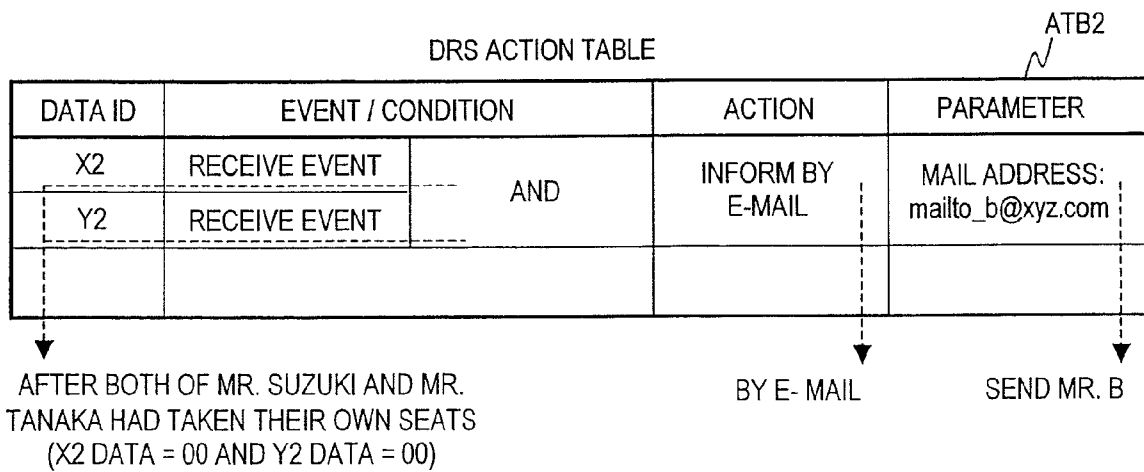 ATB2
DRS ACTION TABLE
DATA ID EVENT / CONDITION ACTION PARAMETER
X2 RECEIVE EVENT AND INFORM BY E-MAIL MAIL ADDRESS: mailto_b@xyz.com
Y2 RECEIVE EVENT
AFTER BOTH OF MR. SUZUKI AND MR.
TANAKA HAD TAKEN THEIR OWN SEATS
(X2 DATA = 00 AND Y2 DATA = 00)
BY E- MAIL
SEND MR. B